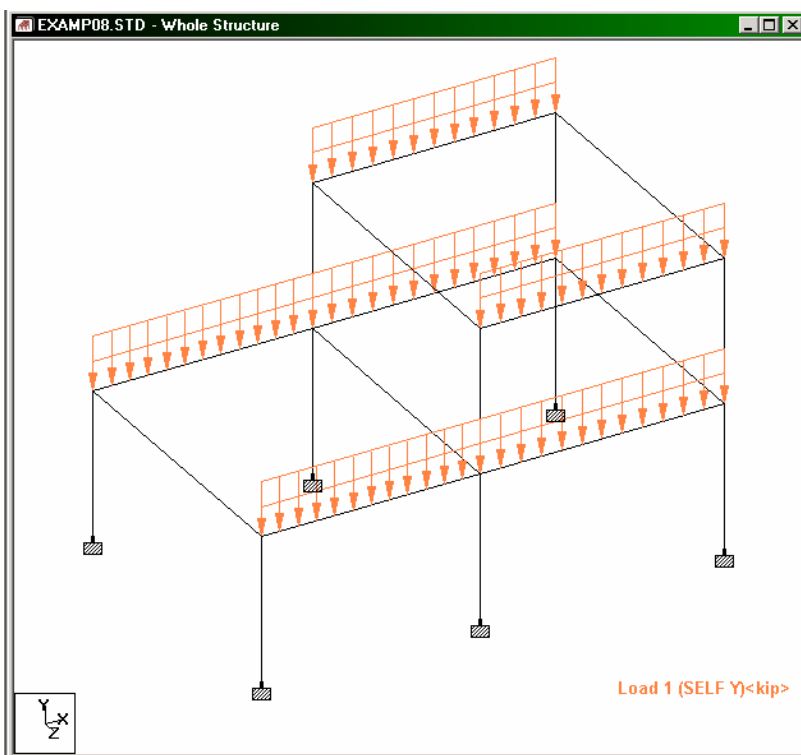 EXAMP08.STD - Whole Structure
Load 1 (SELF Y)<kip>
Y
X
Z